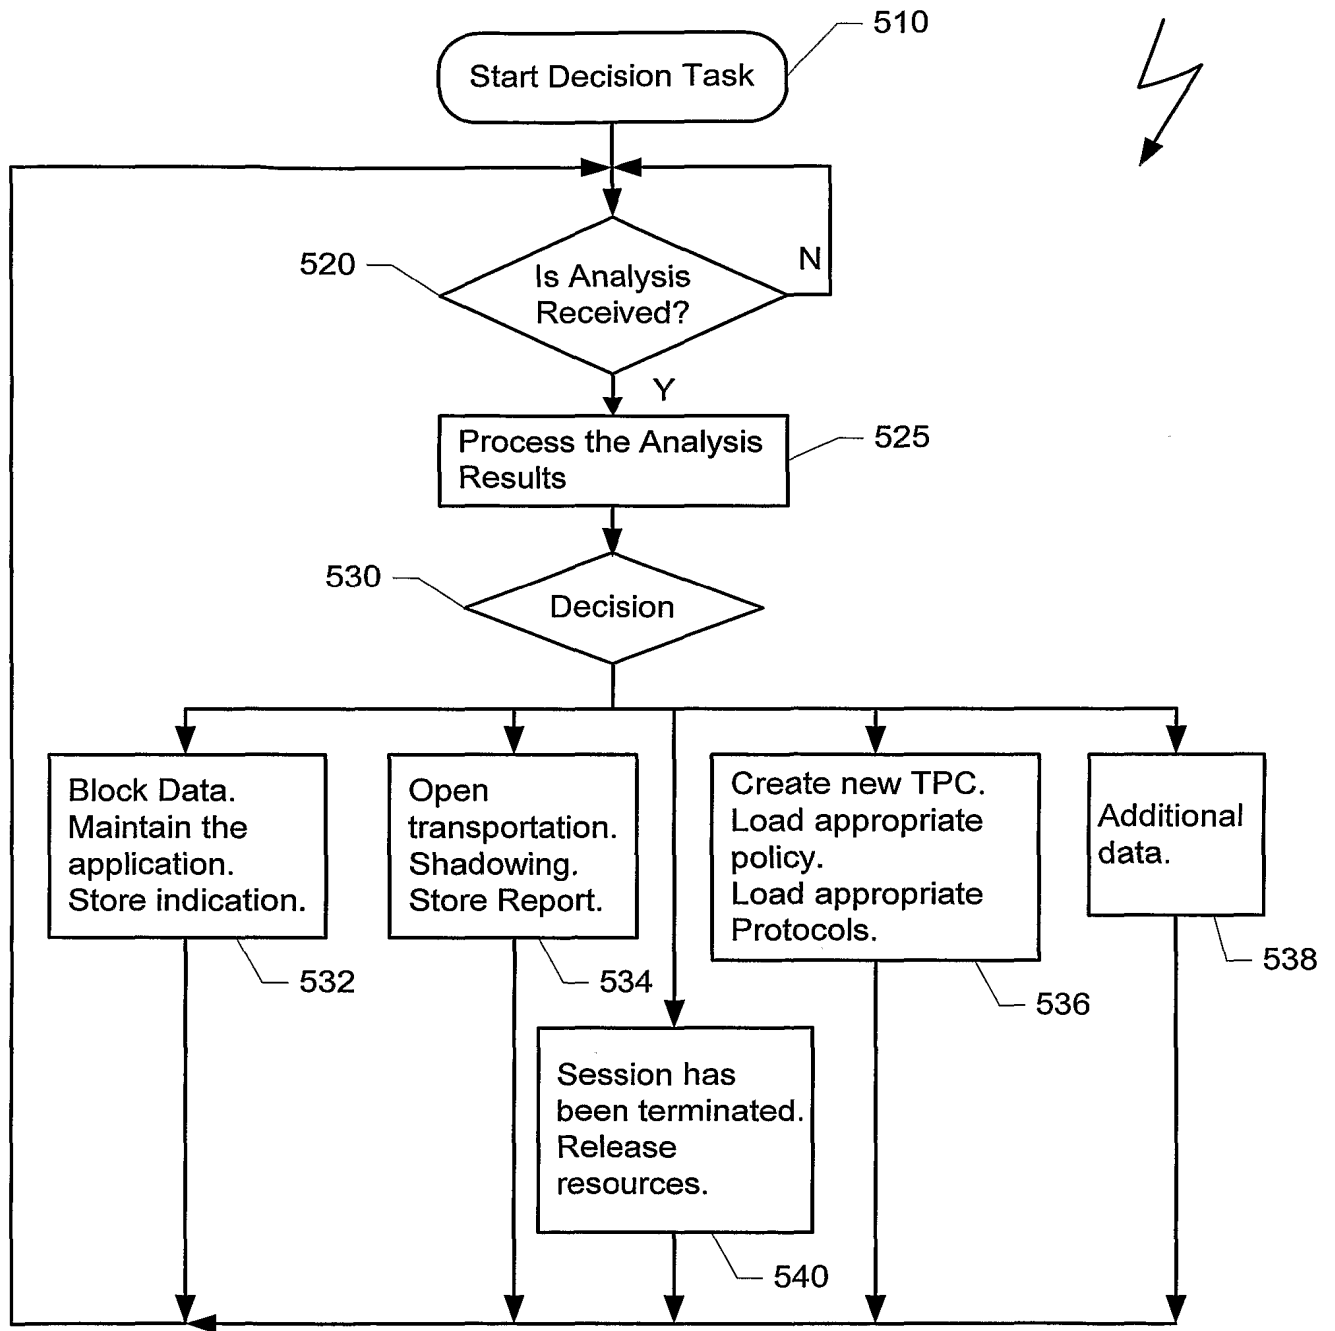 510
Start Decision Task
520
Is Analysis
Received?
N
Y
Process the Analysis
Results
525
530
Decision
Block Data.
Maintain the
application.
Store indication.
532
Open
transportation.
Shadowing.
Store Report.
534
Create new TPC.
Load appropriate
policy.
Load appropriate
Protocols.
536
Additional
data.
538
Session has
been terminated.
Release
resources.
540